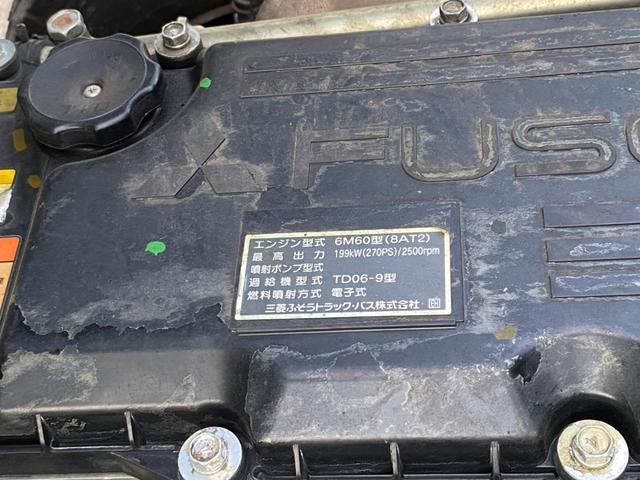 FUSO
エンジン型式 6M60型(8AT2)
最高出力 199kW(270PS)/2500rpm
噴射ポンプ型式
過給機型式 TD06-9型
燃料噴射方式 電子式
三菱ふそうトラック・バス株式会社 EH